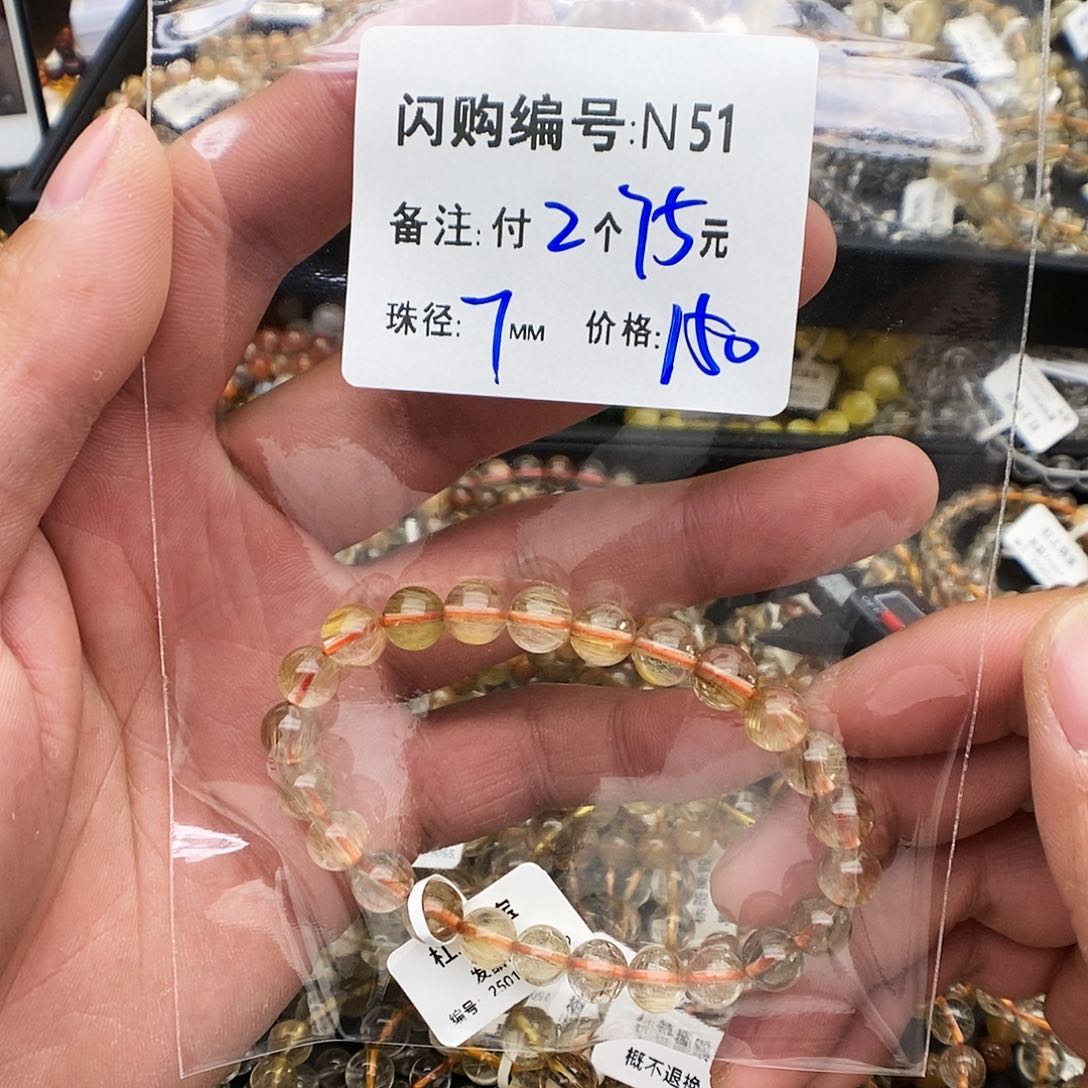 闪购编号:N51
备注:付2个75元
珠径:7MM 价格:150
编号 2501
概不退换